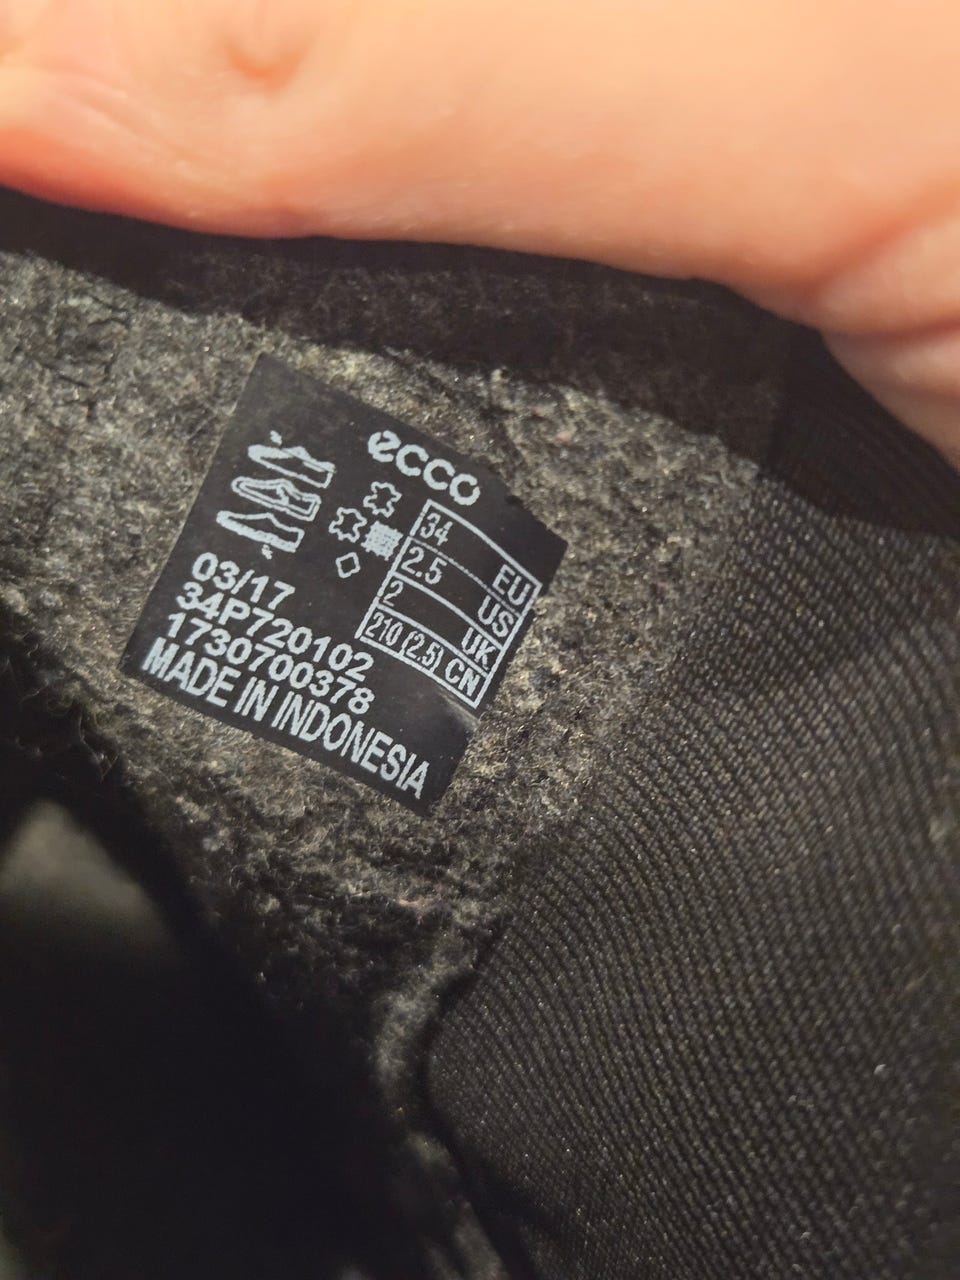 ecco
34 EU
2.5 US
2 UK
210 (2.5) CN
03/17
34P720102
1730700378
MADE IN INDONESIA